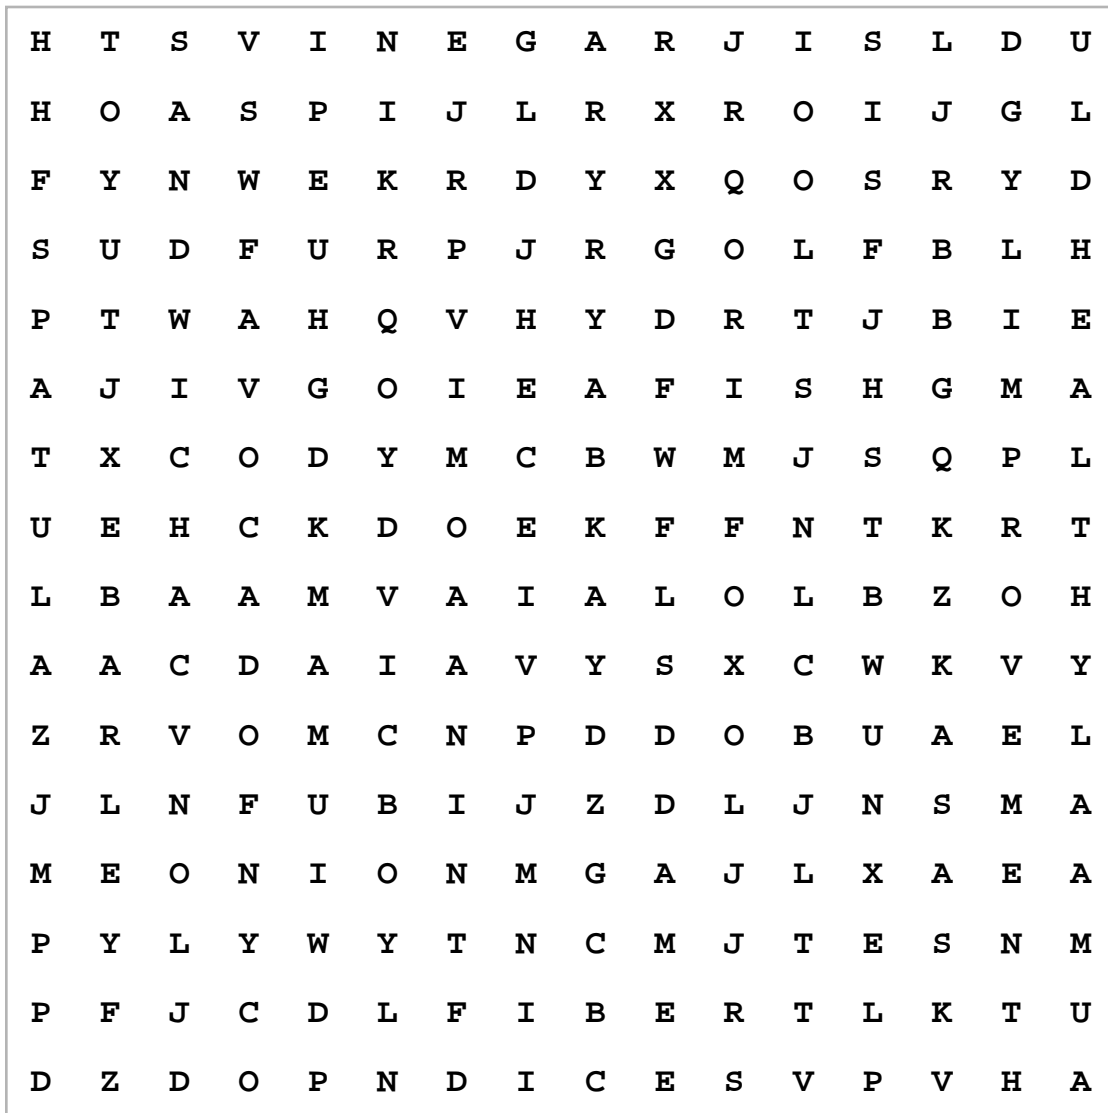 H T S V I N E G A R J I S L D U
H O A S P I J L R X R O I J G L
F Y N W E K R D Y X Q O S R Y D
S U D F U R P J R G O L F B L H
P T W A H Q V H Y D R T J B I E
A J I V G O I E A F I S H G M A
T X C O D Y M C B W M J S Q P L
U E H C K D O E K F F N T K R T
L B A A M V A I A L O L B Z O H
A A C D A I A V Y S X C W K V Y
Z R V O M C N P D D O B U A E L
J L N F U B I J Z D L J N S M A
M E O N I O N M G A J L X A E A
P Y L Y W Y T N C M J T E S N M
P F J C D L F I B E R T L K T U
D Z D O P N D I C E S V P V H A